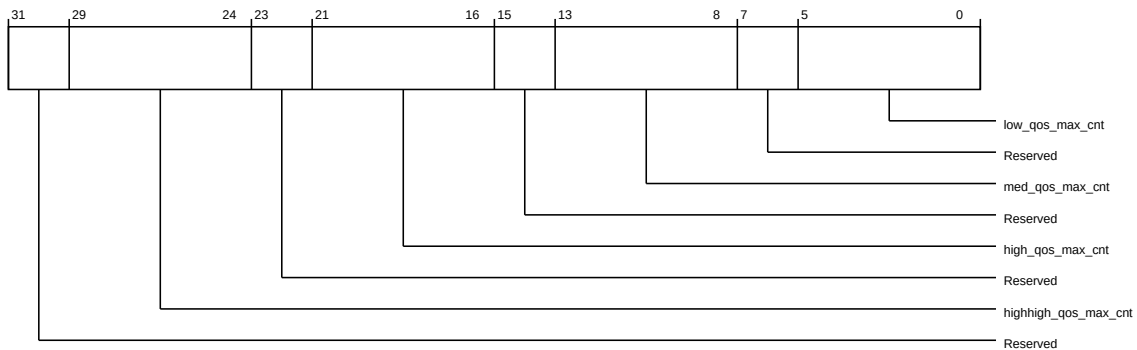 31 29 24 23 21 16 15 13 8 7 5 0
low_qos_max_cnt
Reserved
med_qos_max_cnt
Reserved
high_qos_max_cnt
Reserved
highhigh_qos_max_cnt
Reserved